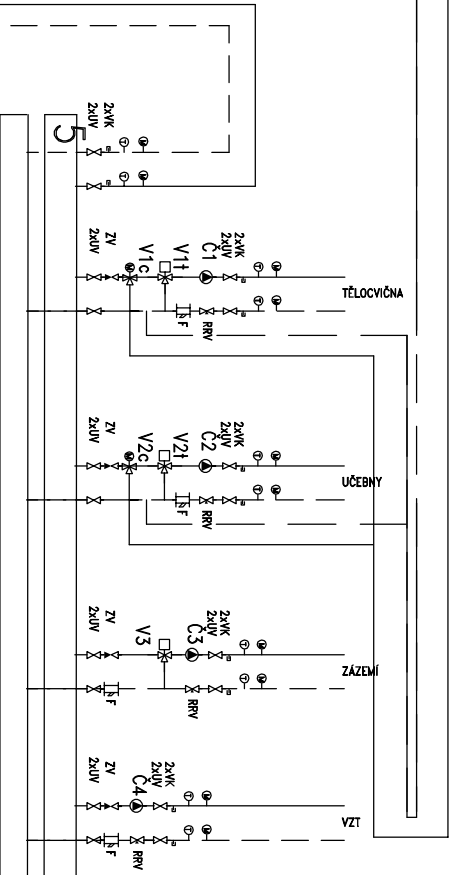 5
2xUV
2xVK
T
M
2xUV
ZV
V1c
M
V1t
Č1
2xUV
2xVK
T
M
TĚLOCVIČNA
F
RRV
T
M
2xUV
ZV
V2c
M
V2t
Č2
2xUV
2xVK
T
M
UČEBNY
F
RRV
T
M
2xUV
ZV
V3
Č3
2xUV
2xVK
T
M
ZÁZEMÍ
F
RRV
T
M
2xUV
ZV
Č4
2xUV
2xVK
T
M
VZT
F
RRV
T
M